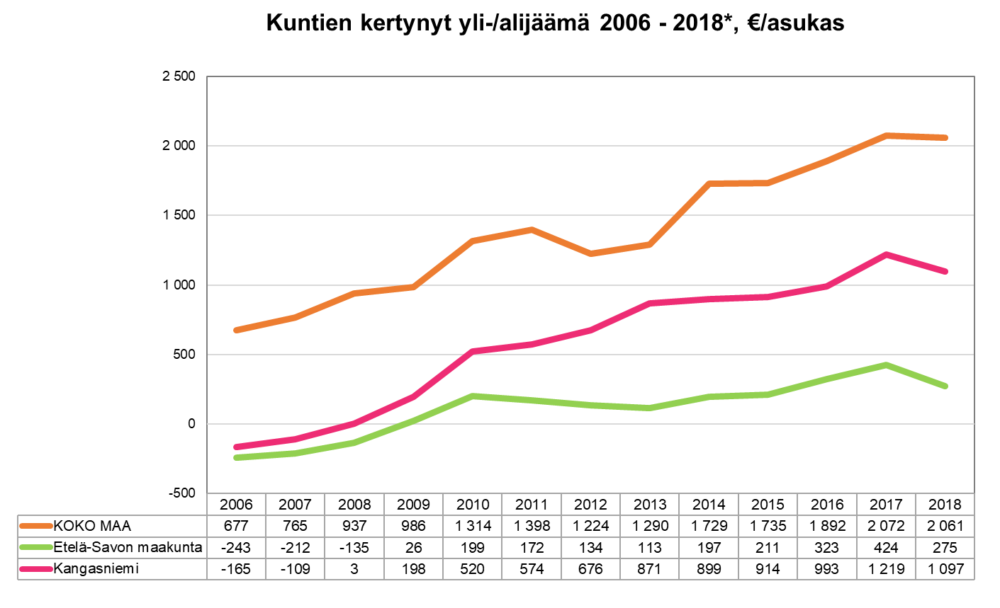 Kuntien kertynyt yli-/alijäämä 2006 - 2018*, €/asukas
2 500
2 000
1 500
1 000
500
0
-500
2006 2007 2008 2009 2010 2011 2012 2013 2014 2015 2016 2017 2018
KOKO MAA 677 765 937 986 1 314 1 398 1 224 1 290 1 729 1 735 1 892 2 072 2 061
Etelä-Savon maakunta -243 -212 -135 26 199 172 134 113 197 211 323 424 275
Kangasniemi -165 -109 3 198 520 574 676 871 899 914 993 1 219 1 097